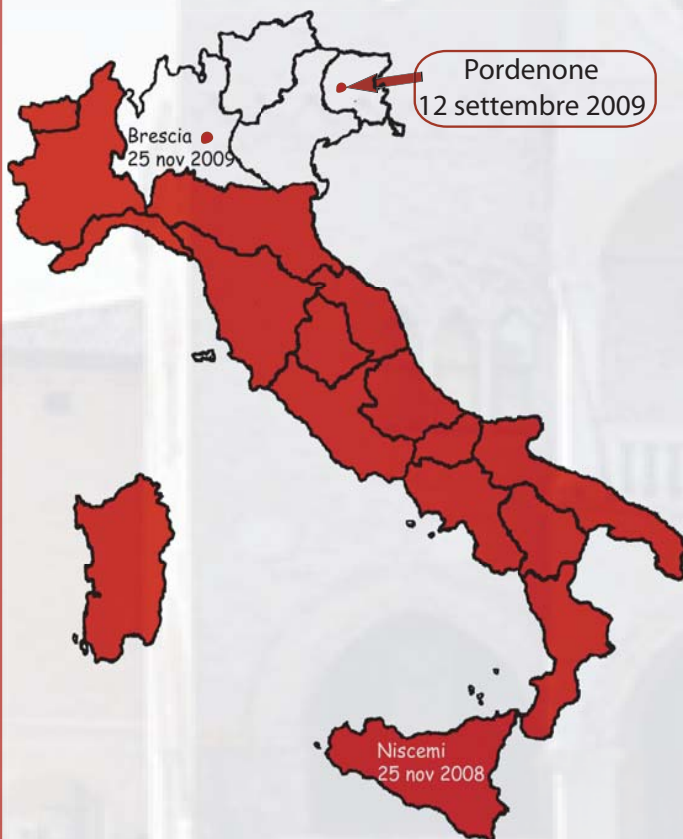 Pordenone
12 settembre 2009
Brescia
25 nov 2009
Niscemi
25 nov 2008